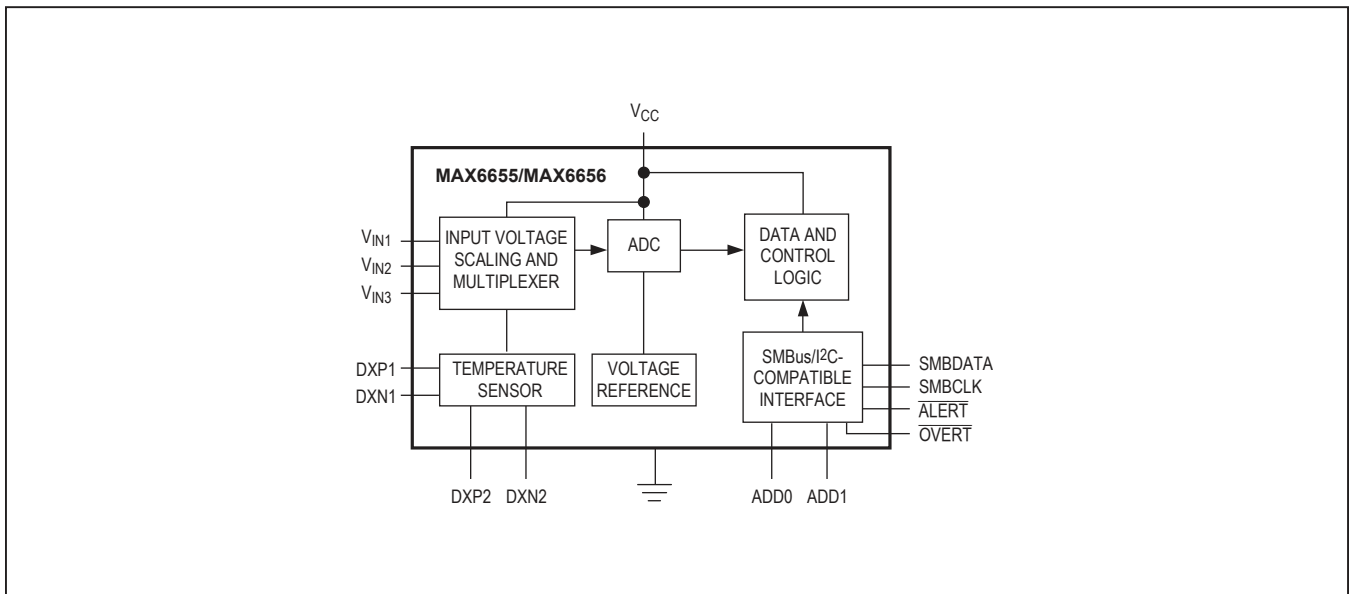 VCC
MAX6655/MAX6656
VIN1
VIN2
VIN3
INPUT VOLTAGE
SCALING AND
MULTIPLEXER
ADC
DATA AND
CONTROL
LOGIC
DXP1
DXN1
TEMPERATURE
SENSOR
VOLTAGE
REFERENCE
SMBus/I2C-
COMPATIBLE
INTERFACE
SMBDATA
SMBCLK
ALERT
OVERT
DXP2 DXN2
ADD0 ADD1